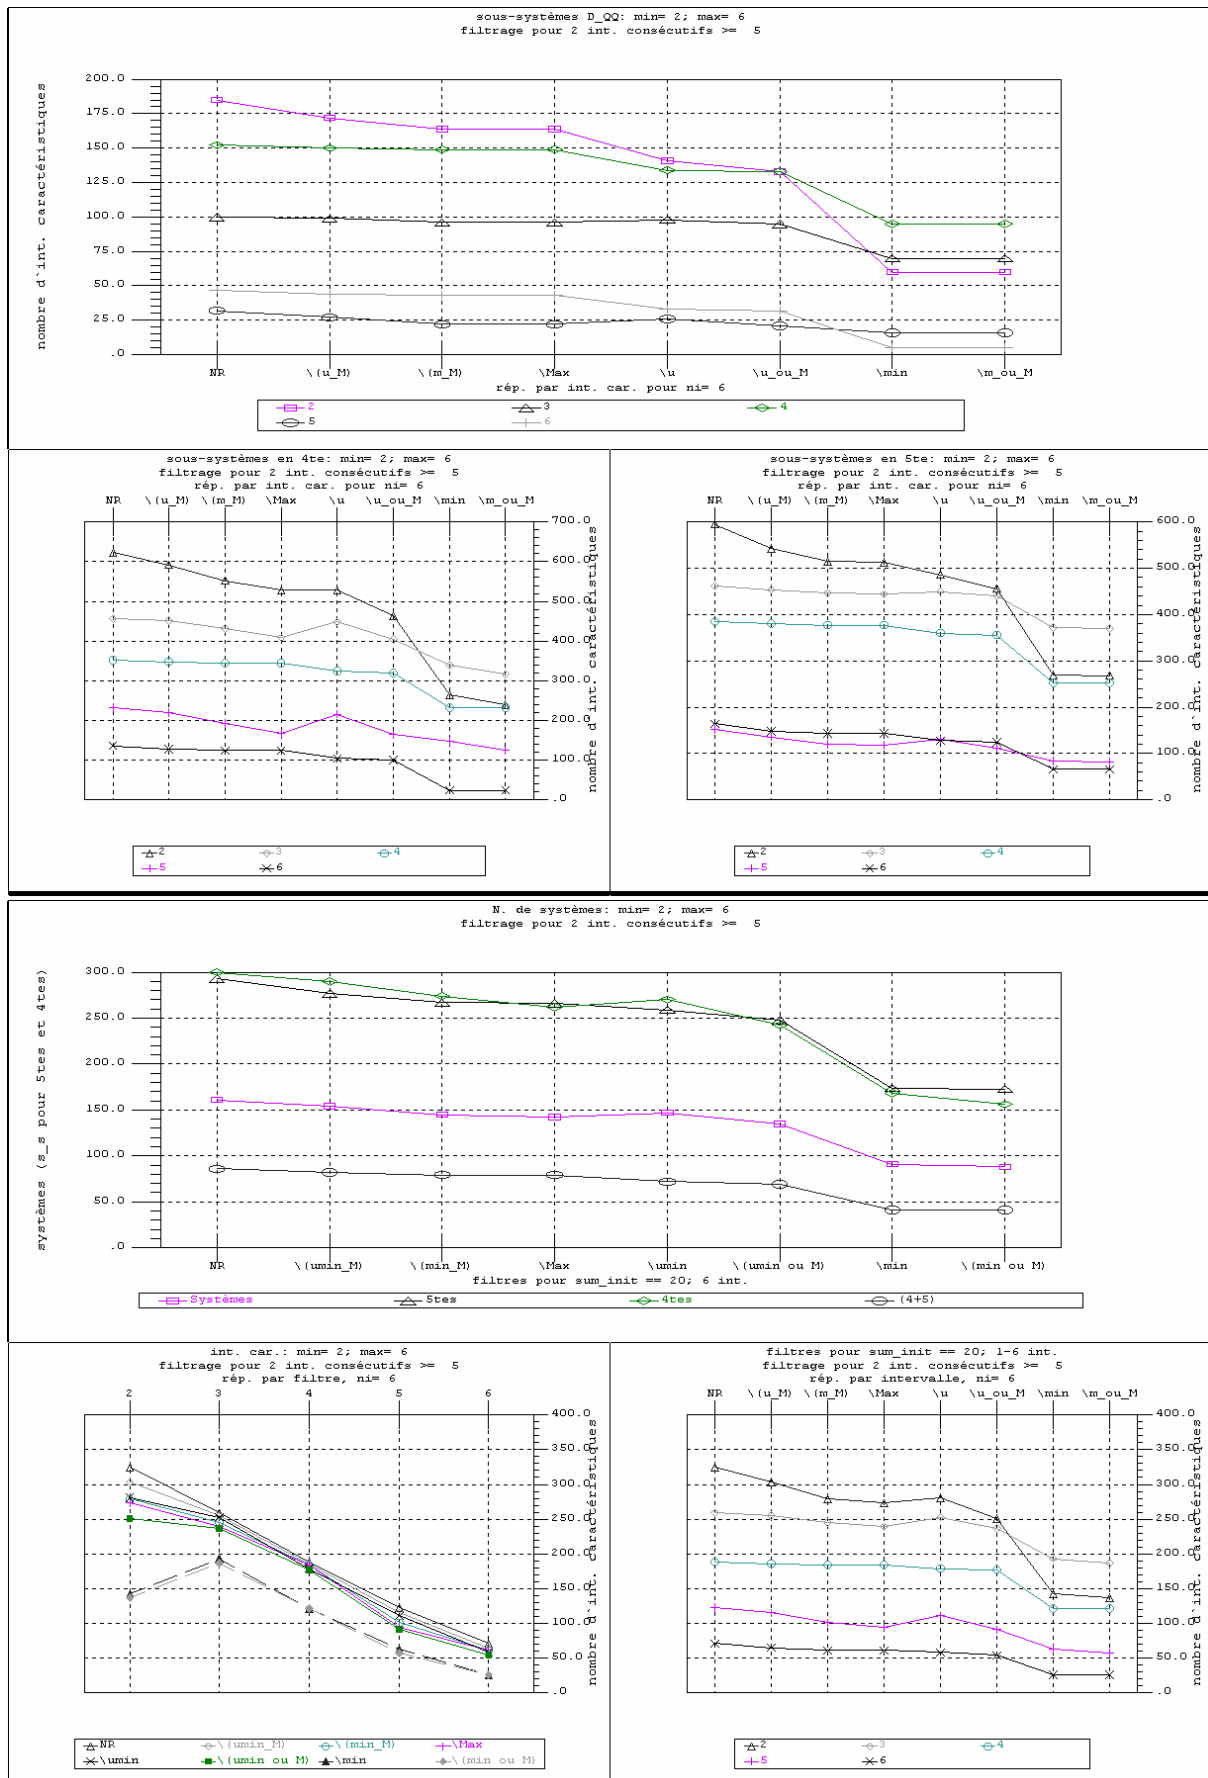 sous-systèmes D_QQ: min= 2; max= 6
filtrage pour 2 int. consécutifs >= 5
nombre d`int. caractéristiques
200.0
175.0
150.0
125.0
100.0
75.0
50.0
25.0
.0
NR \(u_M) \(m_M) \Max \u \u_ou_M \min \m_ou_M
rép. par int. car. pour ni= 6
2 3 4
5 6
sous-systèmes en 4te: min= 2; max= 6
filtrage pour 2 int. consécutifs >= 5
rép. par int. car. pour ni= 6
NR \(u_M) \(m_M) \Max \u \u_ou_M \min \m_ou_M
700.0
600.0
500.0
400.0
300.0
200.0
100.0
.0
nombre d`int. caractéristiques
2 3 4
5 6
sous-systèmes en 5te: min= 2; max= 6
filtrage pour 2 int. consécutifs >= 5
rép. par int. car. pour ni= 6
NR \(u_M) \(m_M) \Max \u \u_ou_M \min \m_ou_M
600.0
500.0
400.0
300.0
200.0
100.0
.0
nombre d`int. caractéristiques
2 3 4
5 6
N. de systèmes: min= 2; max= 6
filtrage pour 2 int. consécutifs >= 5
systèmes (s_s pour 5tes et 4tes)
300.0
250.0
200.0
150.0
100.0
50.0
.0
NR \(umin_M) \(min_M) \Max \umin \(umin ou M) \min \(min ou M)
filtres pour sum_init == 20; 6 int.
Systèmes 5tes 4tes (4+5)
int. car.: min= 2; max= 6
filtrage pour 2 int. consécutifs >= 5
rép. par filtre, ni= 6
2 3 4 5 6
400.0
350.0
300.0
250.0
200.0
150.0
100.0
50.0
.0
nombre d`int. caractéristiques
NR \(umin_M) \(min_M) \Max
\umin \(umin ou M) \min \(min ou M)
filtres pour sum_init == 20; 1-6 int.
filtrage pour 2 int. consécutifs >= 5
rép. par intervalle, ni= 6
NR \(u_M) \(m_M) \Max \u \u_ou_M \min \m_ou_M
400.0
350.0
300.0
250.0
200.0
150.0
100.0
50.0
.0
nombre d`int. caractéristiques
2 3 4
5 6